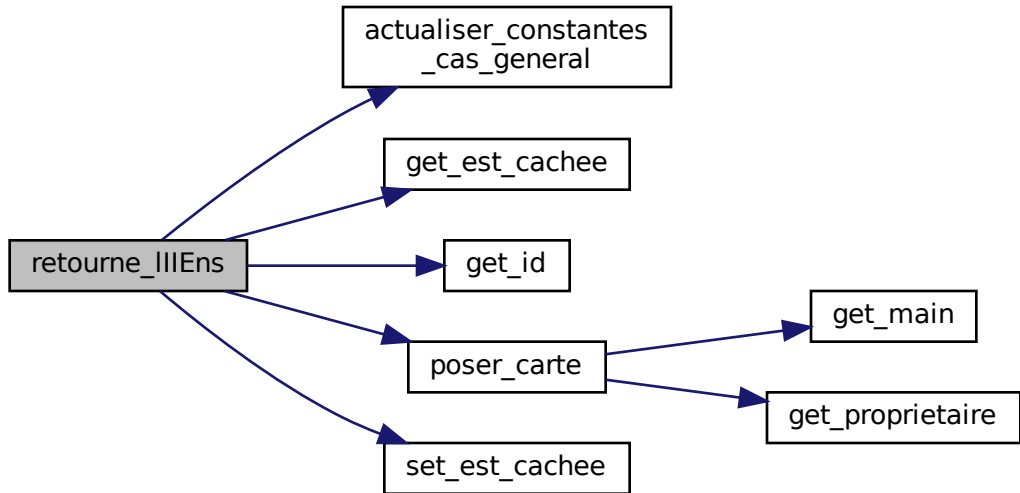 actualiser_constantes
_cas_general
get_est_cachee
retourne_IIIEns
get_id
get_main
poser_carte
get_proprietaire
set_est_cachee